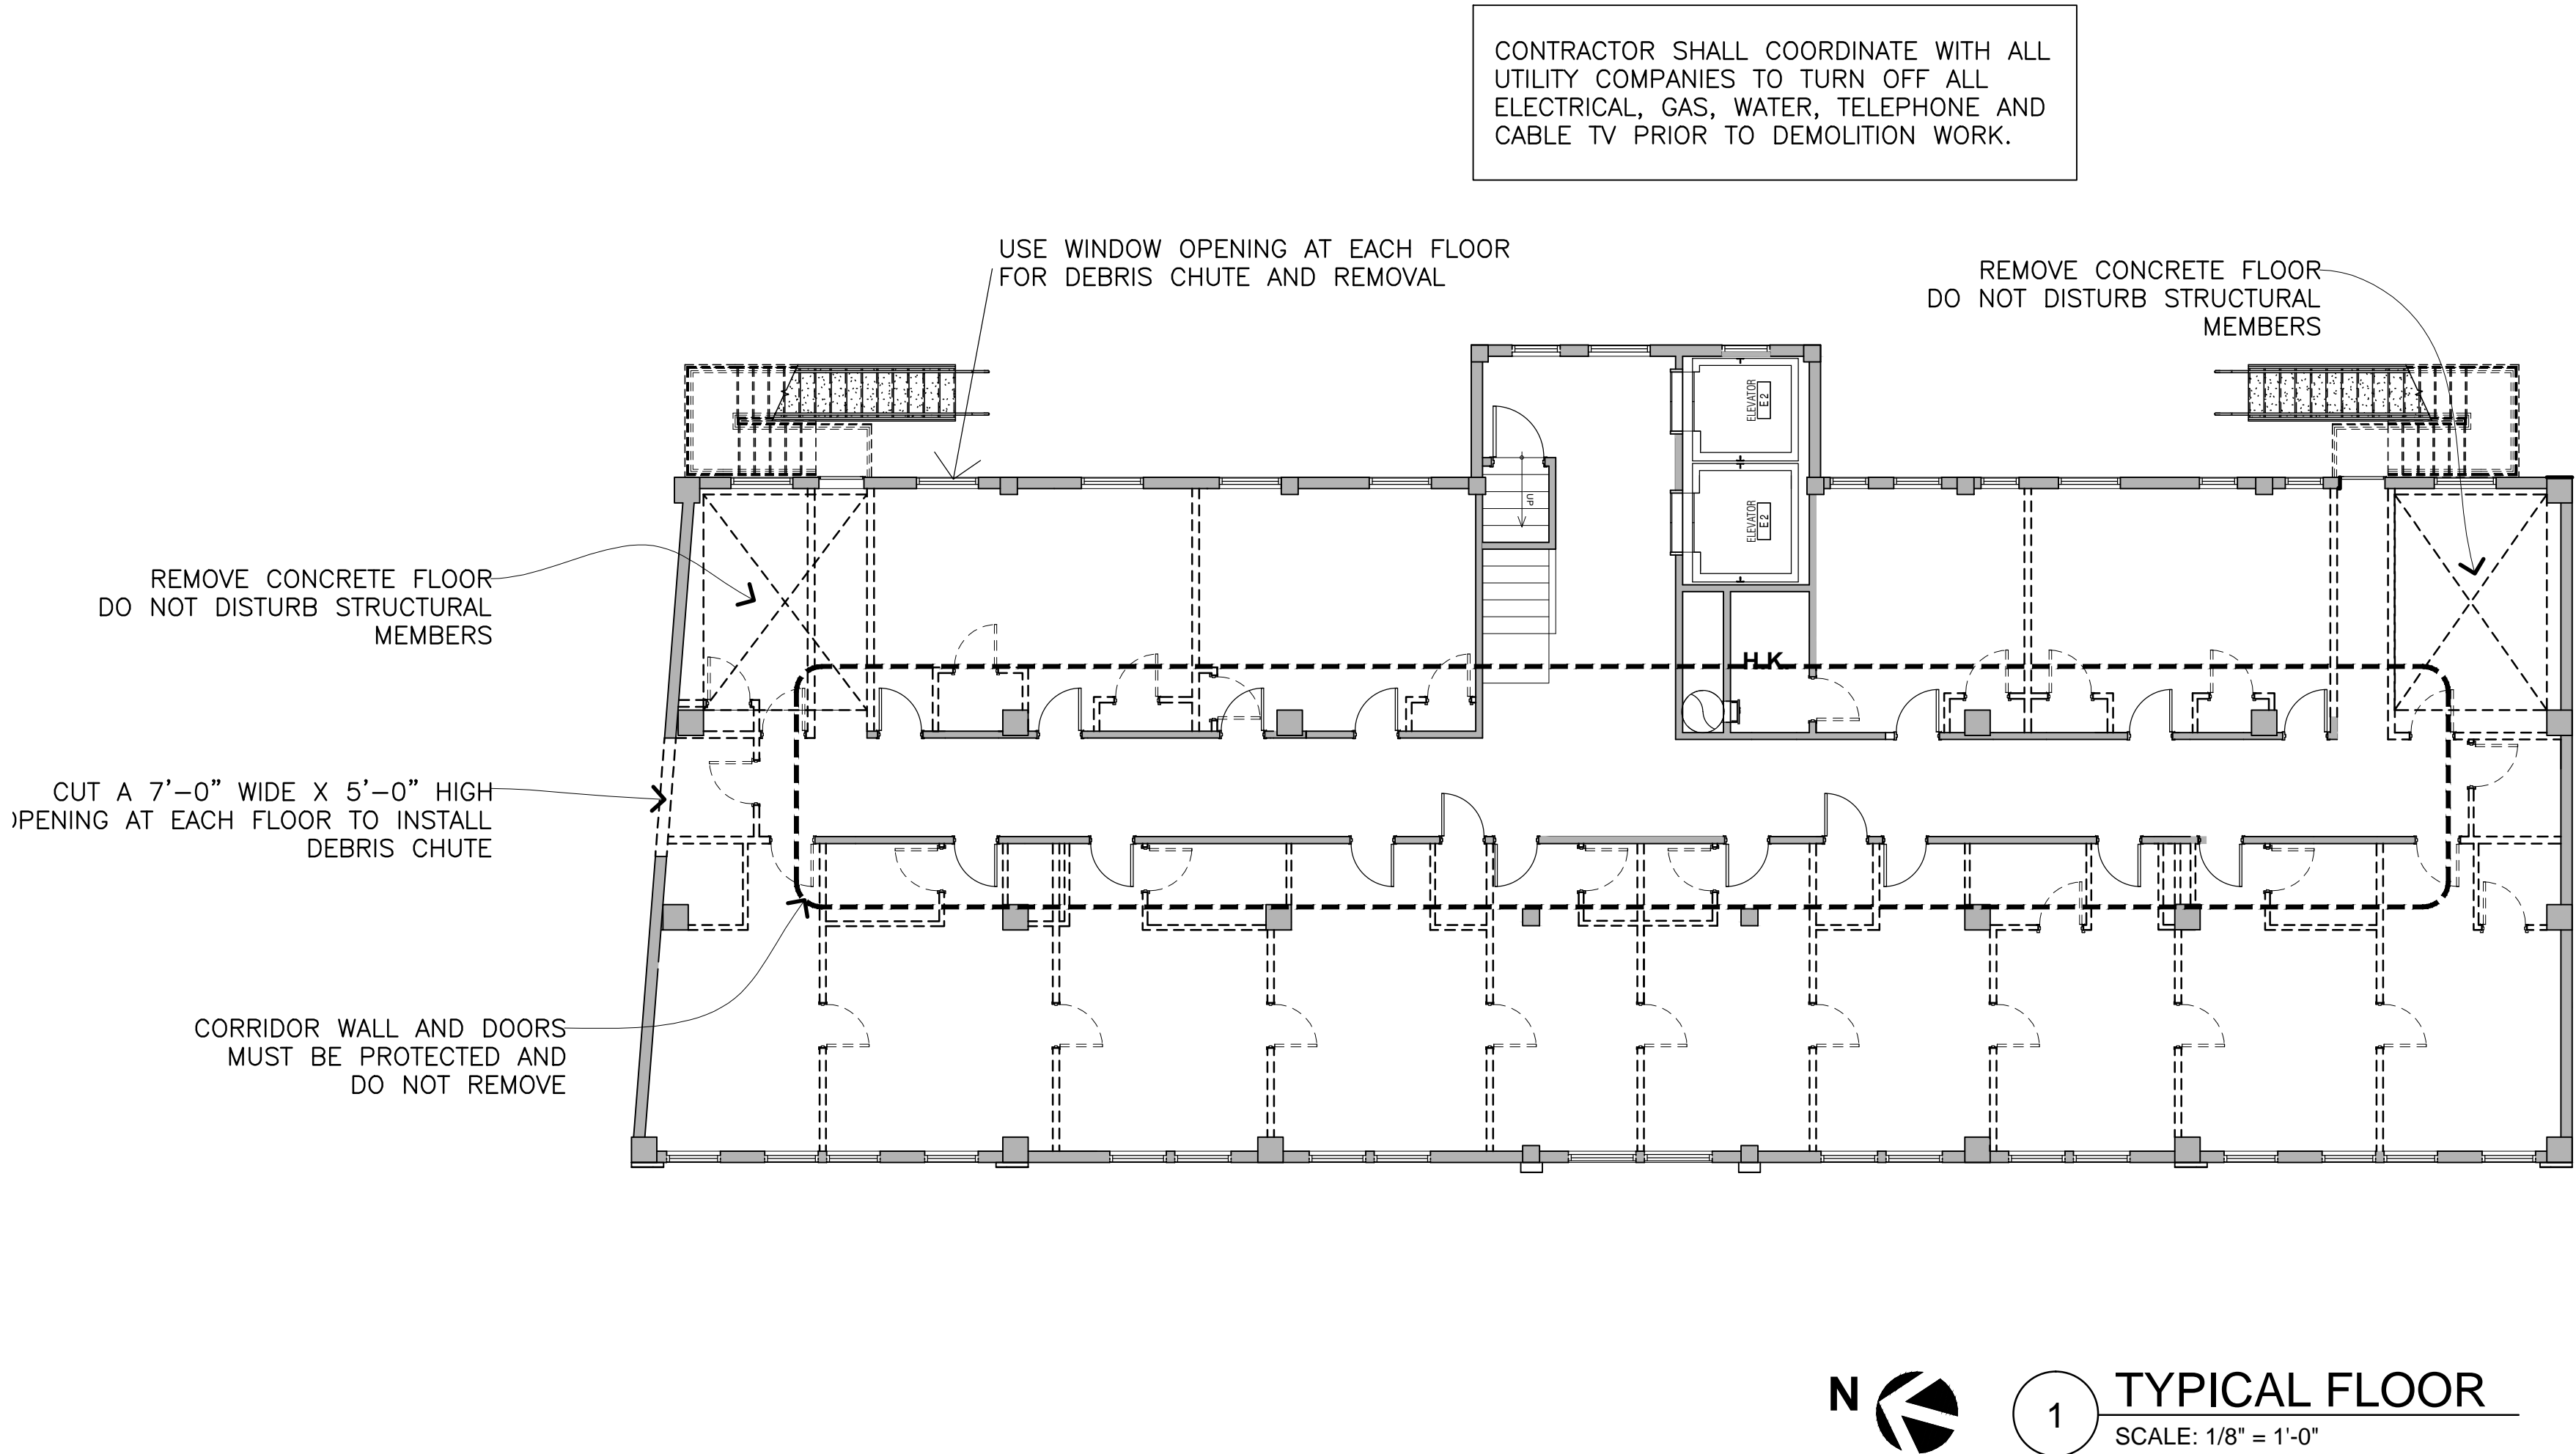 CONTRACTOR SHALL COORDINATE WITH ALL
UTILITY COMPANIES TO TURN OFF ALL
ELECTRICAL, GAS, WATER, TELEPHONE AND
CABLE TV PRIOR TO DEMOLITION WORK.
USE WINDOW OPENING AT EACH FLOOR
FOR DEBRIS CHUTE AND REMOVAL
REMOVE CONCRETE FLOOR
DO NOT DISTURB STRUCTURAL
MEMBERS
ELEVATOR
E2
ELEVATOR
E2
UP
REMOVE CONCRETE FLOOR
DO NOT DISTURB STRUCTURAL
MEMBERS
H.K.
CUT A 7'-0" WIDE X 5'-0" HIGH
OPENING AT EACH FLOOR TO INSTALL
DEBRIS CHUTE
CORRIDOR WALL AND DOORS
MUST BE PROTECTED AND
DO NOT REMOVE
N
1
TYPICAL FLOOR
SCALE: 1/8" = 1'-0"